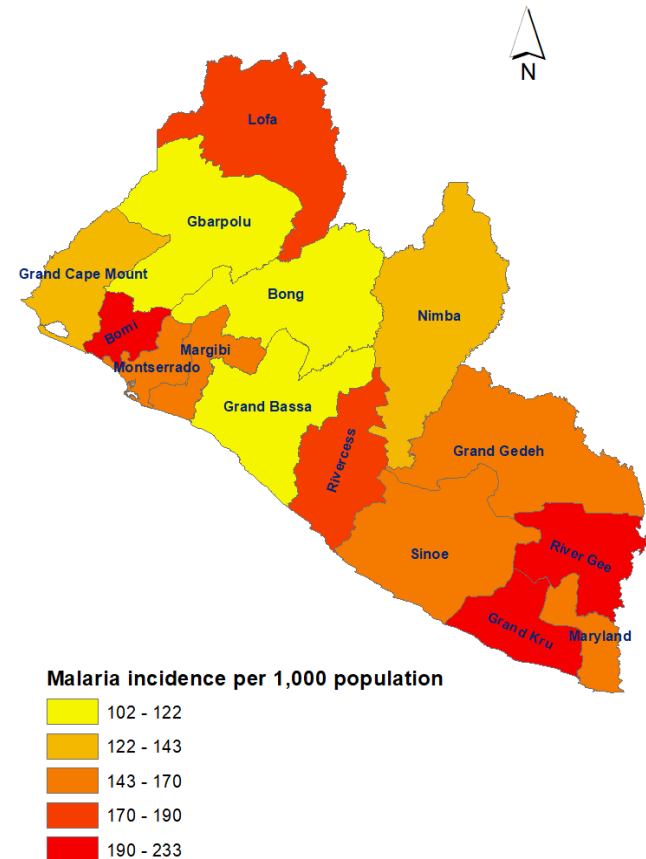 N
Lofa
Gbarpolu
Grand Cape Mount
Bong
Nimba
Bomi
Margibi
Montserrado
Grand Bassa
Rivercess
Grand Gedeh
Sinoe
River Gee
Grand Kru
Maryland
Malaria incidence per 1,000 population
102 - 122
122 - 143
143 - 170
170 - 190
190 - 233